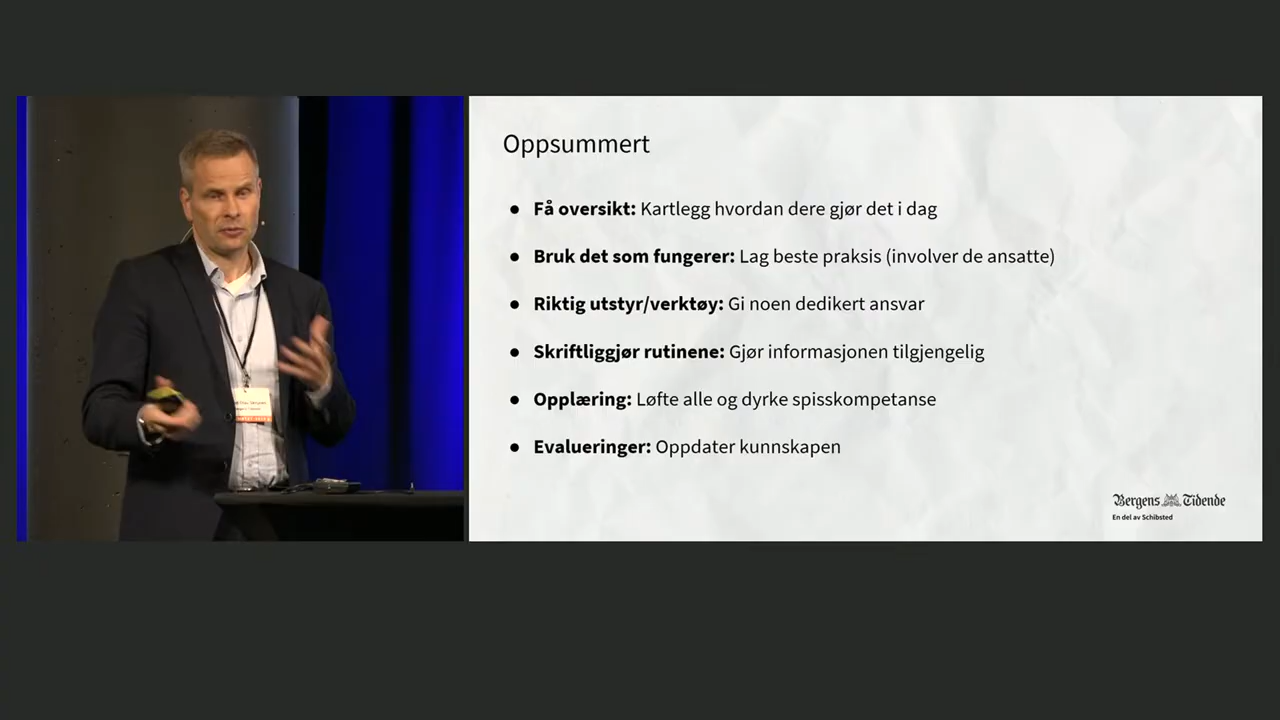 Oppsummert
● Få oversikt: Kartlegg hvordan dere gjør det i dag
● Bruk det som fungerer: Lag beste praksis (involver de ansatte)
● Riktig utstyr/verktøy: Gi noen dedikert ansvar
● Skriftliggjør rutinene: Gjør informasjonen tilgjengelig
● Opplæring: Løfte alle og dyrke spisskompetanse
● Evalueringer: Oppdater kunnskapen
Bergens Tidende
En del av Schibsted